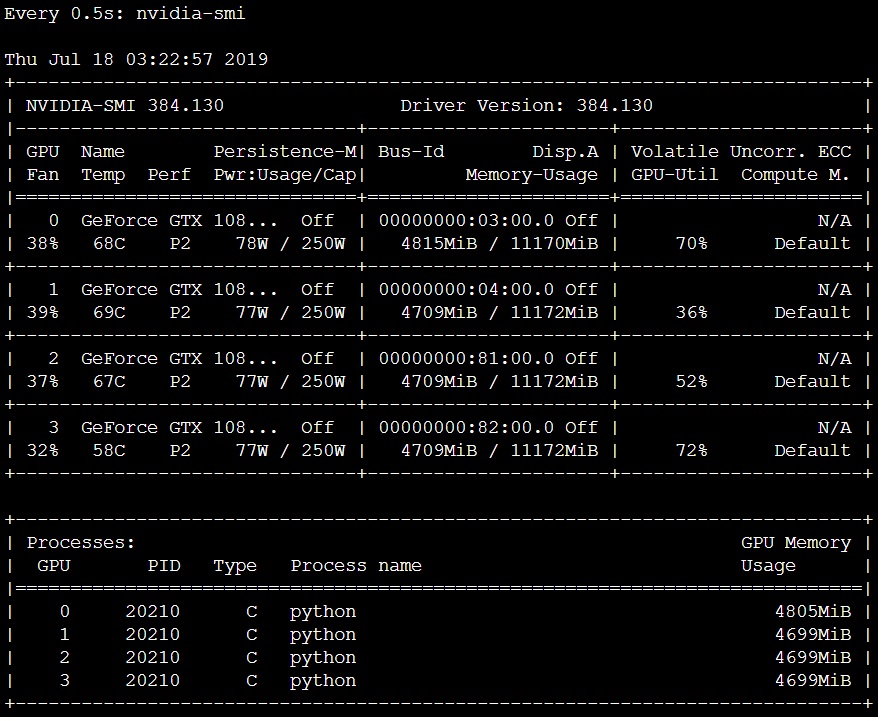 Every 0.5s: nvidia-smi
Thu Jul 18 03:22:57 2019
+-----------------------------------------------------------------------------+
| NVIDIA-SMI 384.130                Driver Version: 384.130                   |
|-------------------------------+----------------------+----------------------+
| GPU  Name        Persistence-M| Bus-Id        Disp.A | Volatile Uncorr. ECC |
| Fan  Temp  Perf  Pwr:Usage/Cap|         Memory-Usage | GPU-Util  Compute M. |
|===============================+======================+======================|
|   0  GeForce GTX 108...  Off  | 00000000:03:00.0 Off |                  N/A |
| 38%   68C    P2    78W / 250W |   4815MiB / 11170MiB |     70%      Default |
+-------------------------------+----------------------+----------------------+
|   1  GeForce GTX 108...  Off  | 00000000:04:00.0 Off |                  N/A |
| 39%   69C    P2    77W / 250W |   4709MiB / 11172MiB |     36%      Default |
+-------------------------------+----------------------+----------------------+
|   2  GeForce GTX 108...  Off  | 00000000:81:00.0 Off |                  N/A |
| 37%   67C    P2    77W / 250W |   4709MiB / 11172MiB |     52%      Default |
+-------------------------------+----------------------+----------------------+
|   3  GeForce GTX 108...  Off  | 00000000:82:00.0 Off |                  N/A |
| 32%   58C    P2    77W / 250W |   4709MiB / 11172MiB |     72%      Default |
+-------------------------------+----------------------+----------------------+
+-----------------------------------------------------------------------------+
| Processes:                                                       GPU Memory |
|  GPU       PID   Type   Process name                             Usage      |
|=============================================================================|
|    0     20210      C   python                                      4805MiB |
|    1     20210      C   python                                      4699MiB |
|    2     20210      C   python                                      4699MiB |
|    3     20210      C   python                                      4699MiB |
+-----------------------------------------------------------------------------+